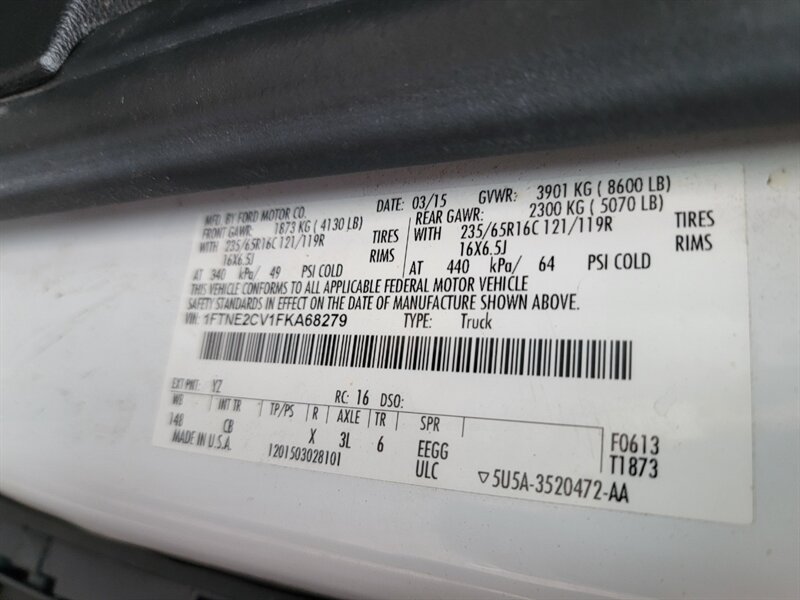 MFD. BY FORD MOTOR CO. DATE: 03/15 GVWR: 3901 KG ( 8600 LB)
FRONT GAWR: 1873 KG ( 4130 LB) REAR GAWR: 2300 KG ( 5070 LB)
WITH 235/65R16C 121/119R TIRES WITH 235/65R16C 121/119R TIRES
16X6.5J RIMS 16X6.5J RIMS
AT 340 kPa/ 49 PSI COLD AT 440 kPa/ 64 PSI COLD
THIS VEHICLE CONFORMS TO ALL APPLICABLE FEDERAL MOTOR VEHICLE
SAFETY STANDARDS IN EFFECT ON THE DATE OF MANUFACTURE SHOWN ABOVE.
VIN: 1FTNE2CV1FKA68279 TYPE: Truck
EXT PNT: YZ RC: 16 DSO:
WB INT TR TP/PS R AXLE TR SPR
148 CB X 3L 6 EEGG F0613
MADE IN U.S.A. 1201503028101 ULC T1873
▽5U5A-3520472-AA